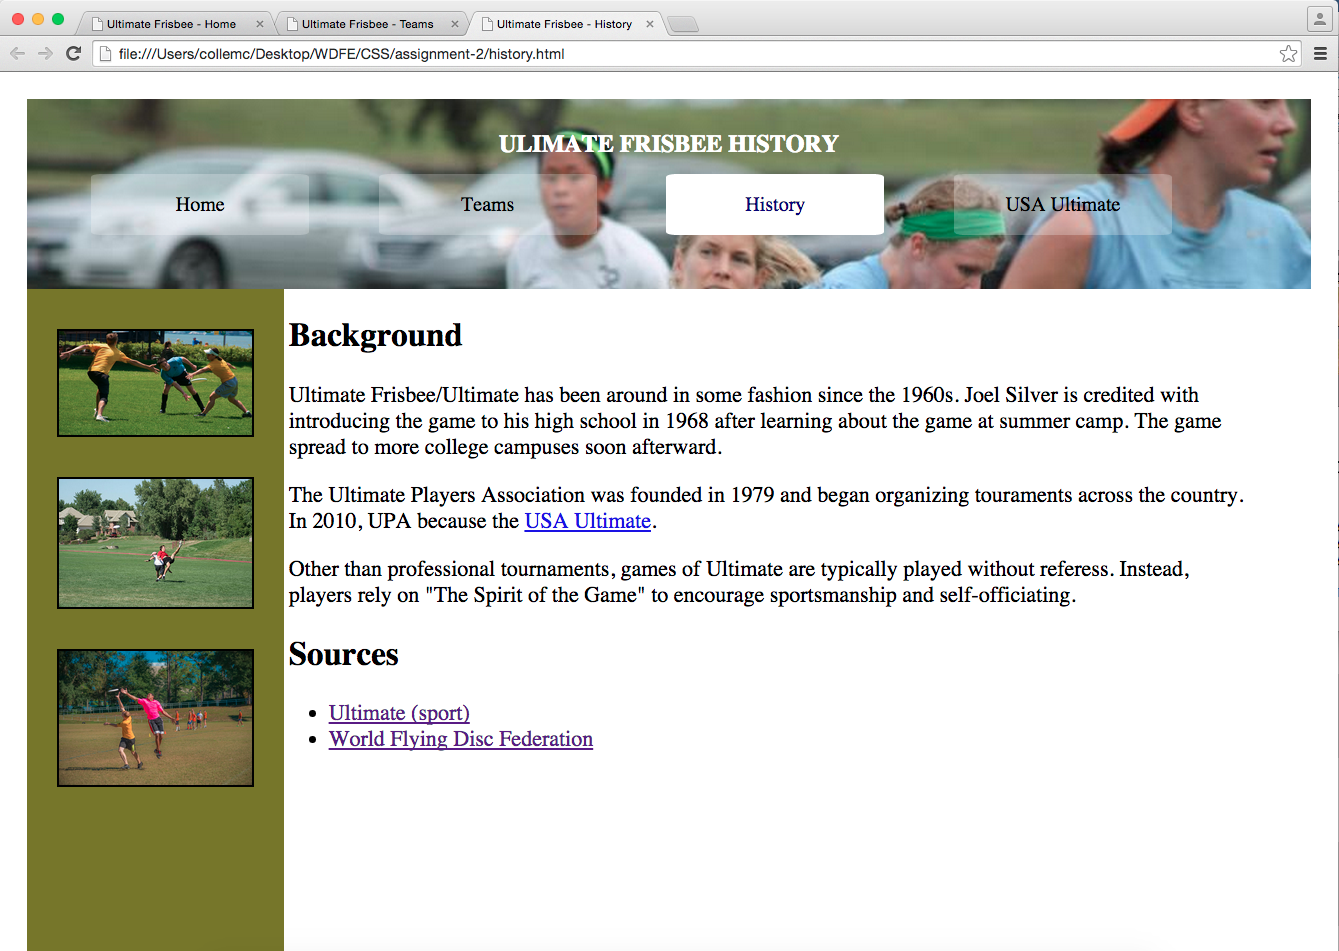 Ultimate Frisbee - Home
Ultimate Frisbee - Teams
Ultimate Frisbee - History
file:///Users/collemc/Desktop/WDFE/CSS/assignment-2/history.html
ULIMATE FRISBEE HISTORY
Home
Teams
History
USA Ultimate
Background
Ultimate Frisbee/Ultimate has been around in some fashion since the 1960s. Joel Silver is credited with
introducing the game to his high school in 1968 after learning about the game at summer camp. The game
spread to more college campuses soon afterward.
The Ultimate Players Association was founded in 1979 and began organizing touraments across the country.
In 2010, UPA because the USA Ultimate.
Other than professional tournaments, games of Ultimate are typically played without referess. Instead,
players rely on "The Spirit of the Game" to encourage sportsmanship and self-officiating.
Sources
Ultimate (sport)
World Flying Disc Federation